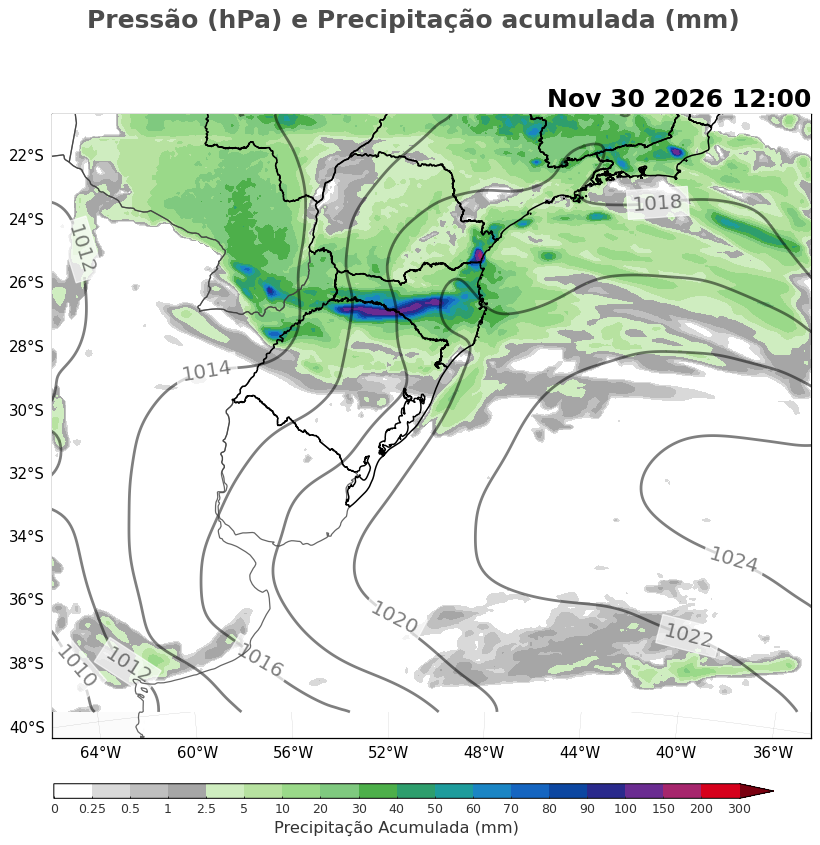 Pressão (hPa) e Precipitação acumulada (mm)
Nov 30 2026 12:00
22°S
24°S
26°S
28°S
30°S
32°S
34°S
36°S
38°S
40°S
1018
1012
1014
1024
1020
1022
1016
1012
1010
64°W 60°W 56°W 52°W 48°W 44°W 40°W 36°W
0 0.25 0.5 1 2.5 5 10 20 30 40 50 60 70 80 90 100 150 200 300
Precipitação Acumulada (mm)